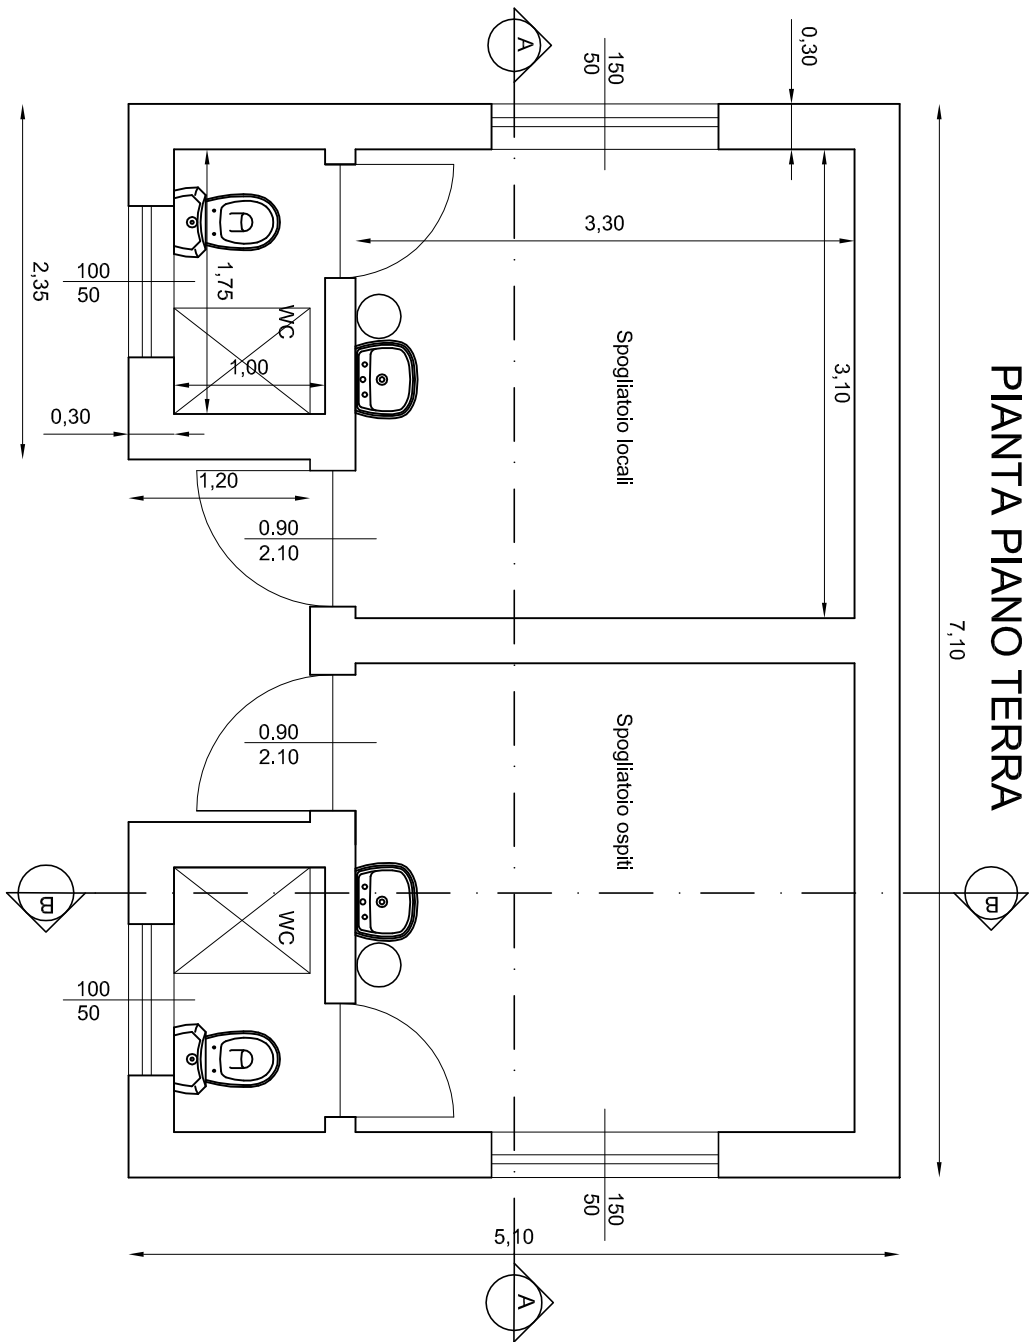 PIANTA PIANO TERRA
7,10
0,30
3,10
3,30
150
50
A
Spogliatoio locali
Spogliatoio ospiti
150
50
5,10
A
B
B
WC
1,75
1,00
100
50
2,35
0,30
1,20
0.90
2.10
0.90
2.10
WC
100
50